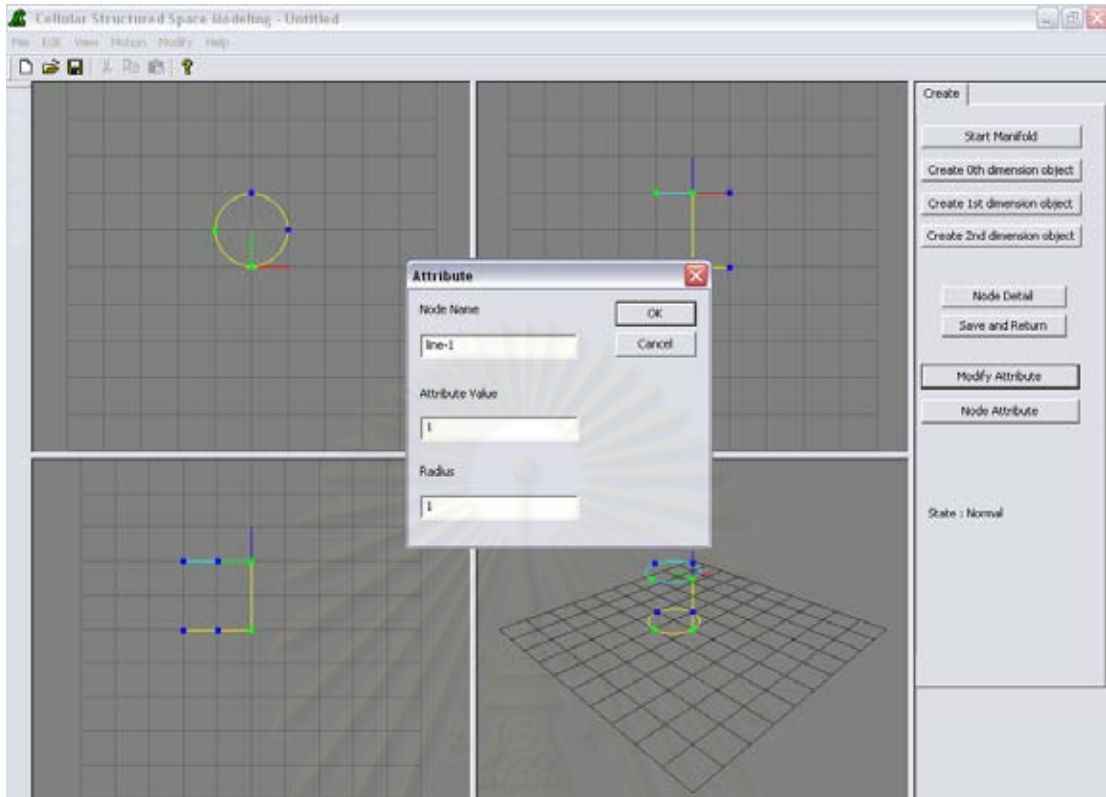 Cellular Structured Space Modeling - Untitled
File Edit View Motion Modify Help
Create
Start Manifold
Create 0th dimension object
Create 1st dimension object
Create 2nd dimension object
Node Detail
Save and Return
Modify Attribute
Node Attribute
State : Normal
Attribute
Node Name
OK
line-1
Cancel
Attribute Value
1
Radius
1